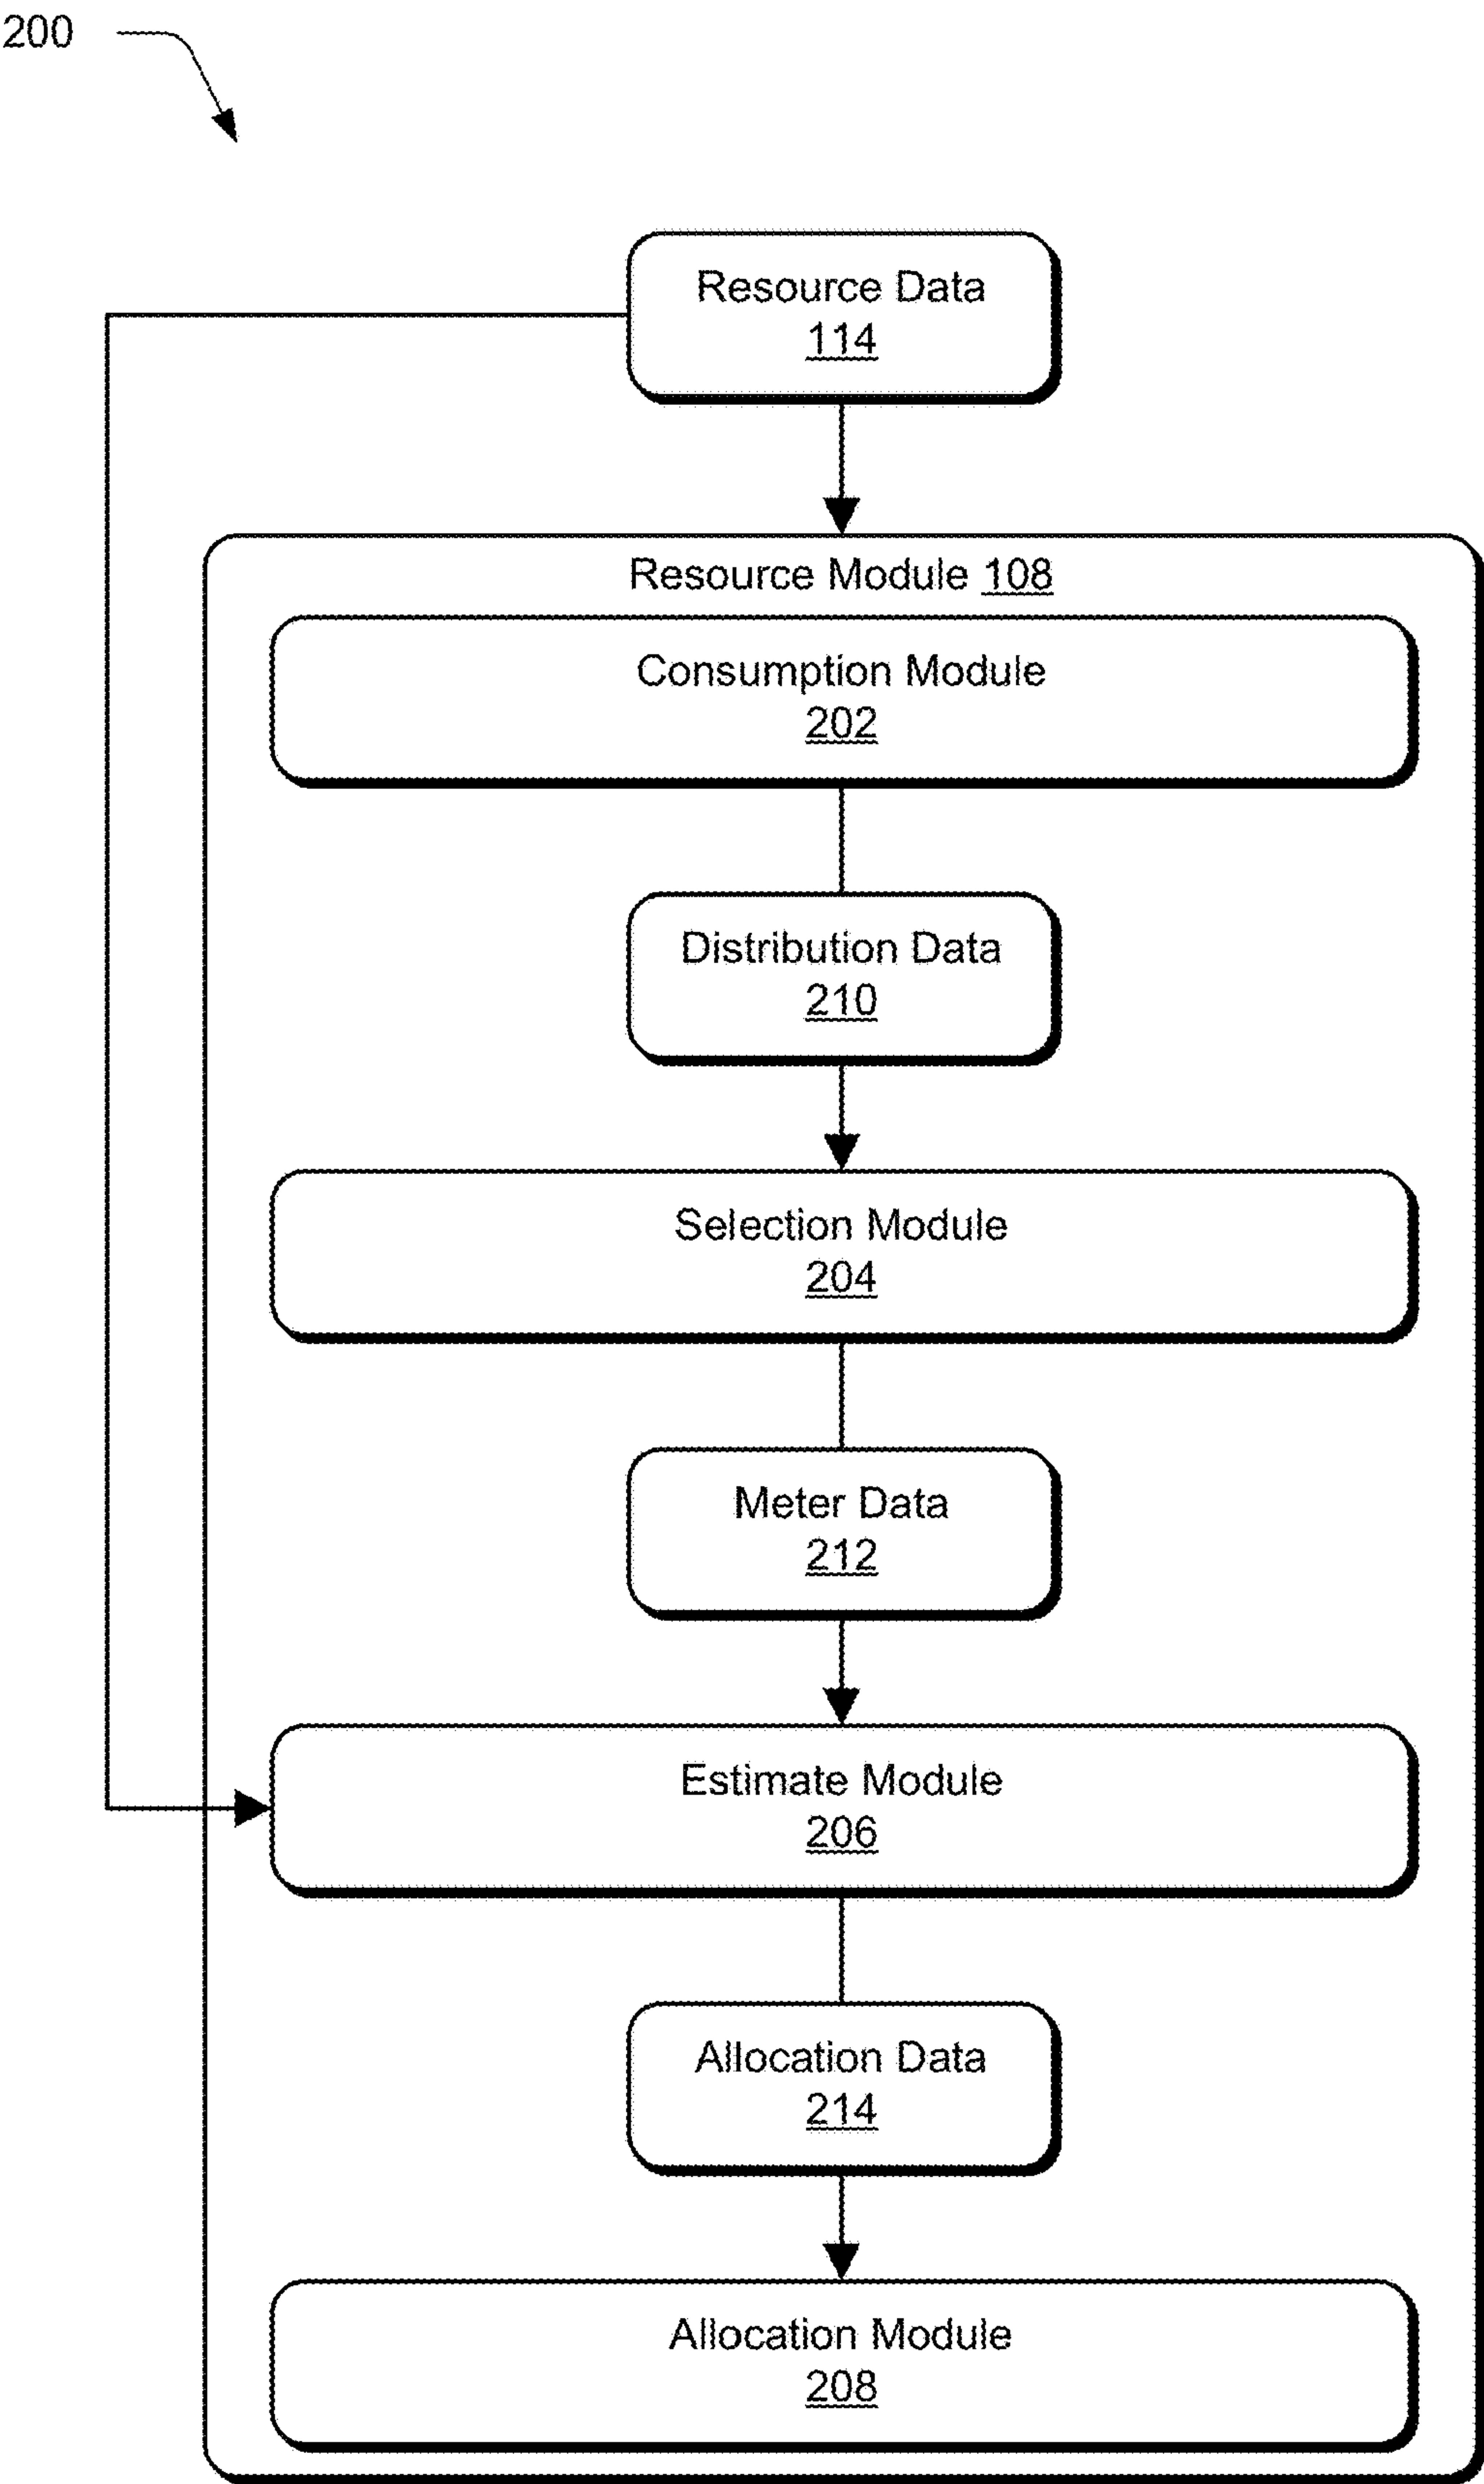 200
Resource Data
114
Resource Module 108
Consumption Module
202
Distribution Data
210
Selection Module
204
Meter Data
212
Estimate Module
206
Allocation Data
214
Allocation Module
208